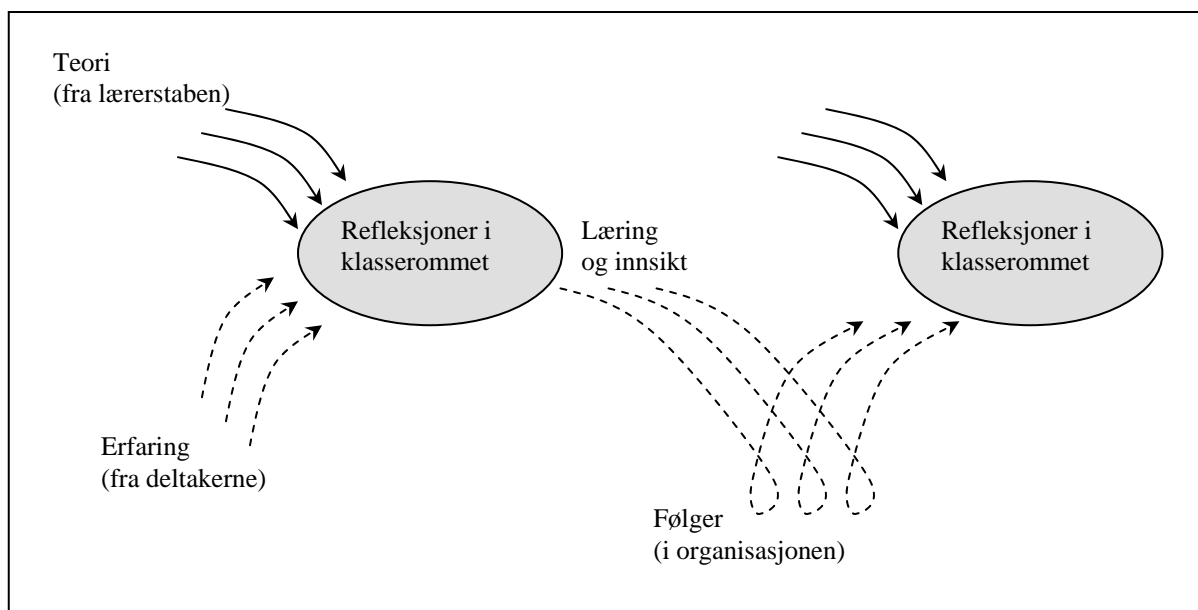 Teori
(fra lærerstaben)
Refleksjoner i
klasserommet
Læring
og innsikt
Refleksjoner i
klasserommet
Erfaring
(fra deltakerne)
Følger
(i organisasjonen)